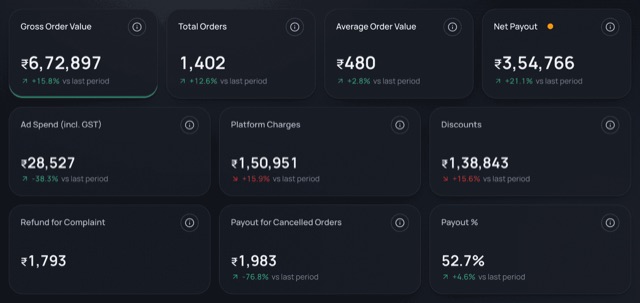 Gross Order Value
₹6,72,897
+15.8% vs last period
Total Orders
1,402
+12.6% vs last period
Average Order Value
₹480
+2.8% vs last period
Net Payout
₹3,54,766
+21.1% vs last period
Ad Spend (incl. GST)
₹28,527
-38.3% vs last period
Platform Charges
₹1,50,951
+15.9% vs last period
Discounts
₹1,38,843
+15.6% vs last period
Refund for Complaint
₹1,793
Payout for Cancelled Orders
₹1,983
-76.8% vs last period
Payout %
52.7%
+4.6% vs last period